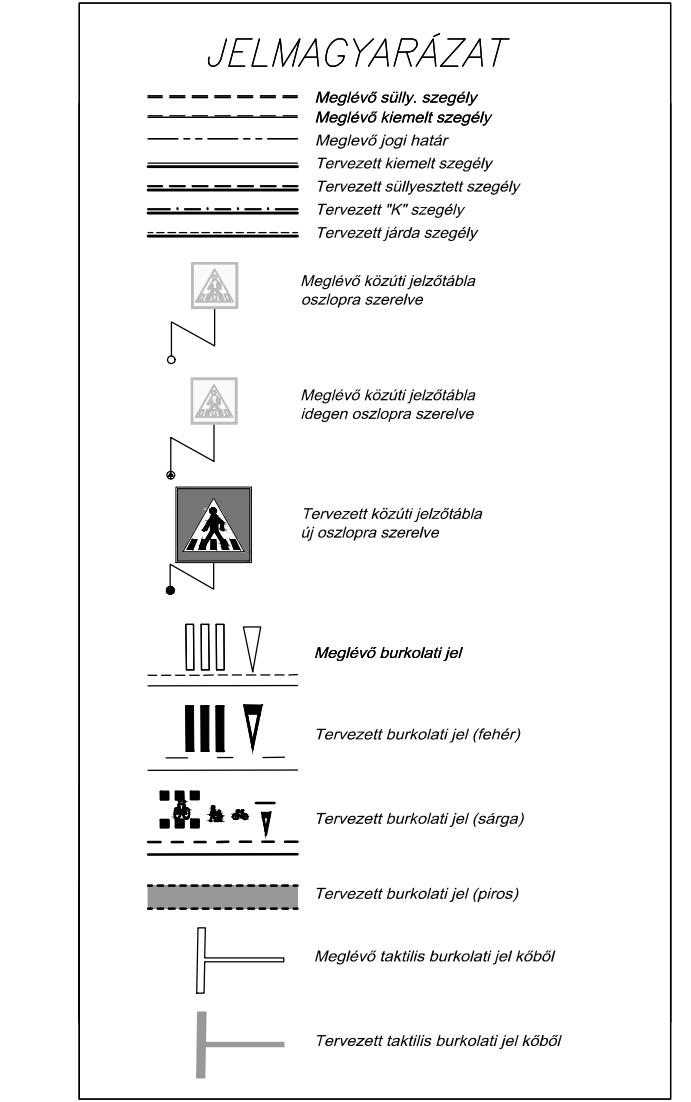 JELMAGYARÁZAT
Meglévő sülly. szegély
Meglévő kiemelt szegély
Meglevő jogi határ
Tervezett kiemelt szegély
Tervezett süllyesztett szegély
Tervezett "K" szegély
Tervezett járda szegély
Meglévő közúti jelzőtábla
oszlopra szerelve
Meglévő közúti jelzőtábla
idegen oszlopra szerelve
Tervezett közúti jelzőtábla
új oszlopra szerelve
Meglévő burkolati jel
Tervezett burkolati jel (fehér)
Tervezett burkolati jel (sárga)
Tervezett burkolati jel (piros)
Meglévő taktilis burkolati jel kőből
Tervezett taktilis burkolati jel kőből